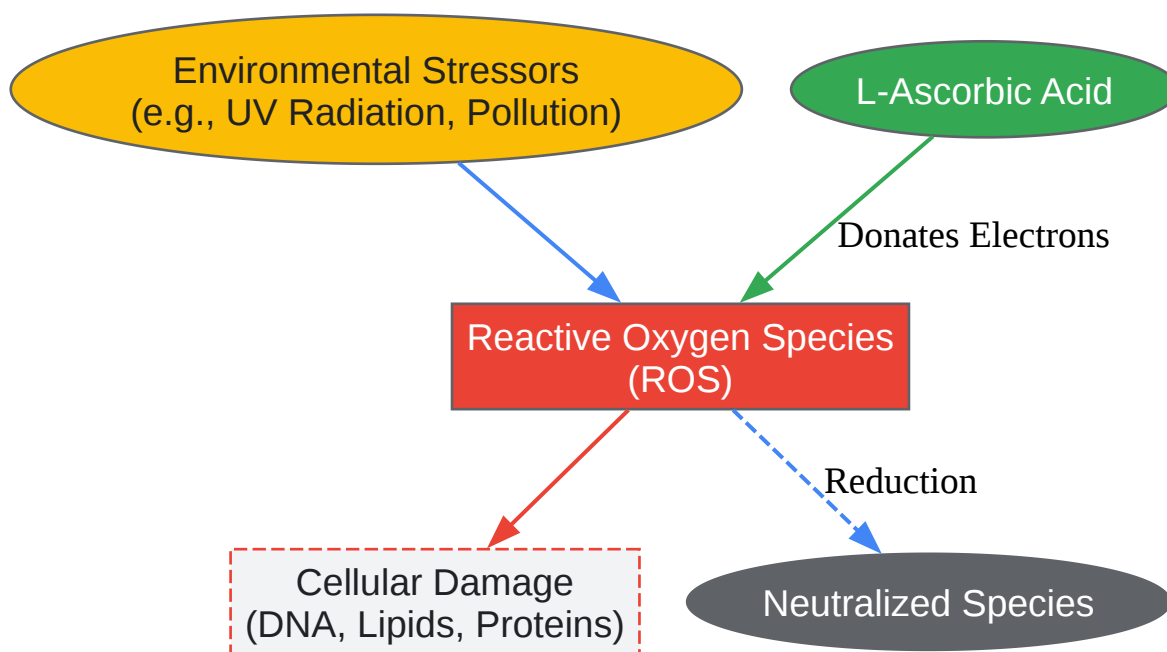 Environmental Stressors
(e.g., UV Radiation, Pollution)
L-Ascorbic Acid
Donates Electrons
Reactive Oxygen Species
(ROS)
Reduction
Cellular Damage
(DNA, Lipids, Proteins)
Neutralized Species